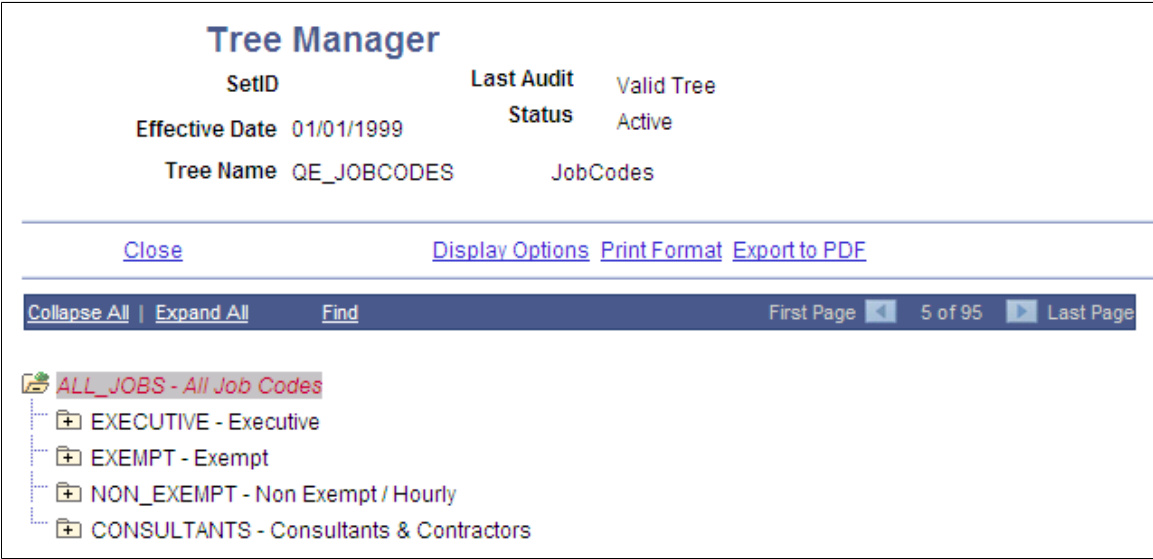 Tree Manager
SetID Last Audit Valid Tree
Status Active
Effective Date 01/01/1999
Tree Name QE_JOBCODES JobCodes
Close Display Options Print Format Export to PDF
Collapse All | Expand All Find First Page 5 of 95 Last Page
ALL_JOBS - All Job Codes
EXECUTIVE - Executive
EXEMPT - Exempt
NON_EXEMPT - Non Exempt / Hourly
CONSULTANTS - Consultants & Contractors